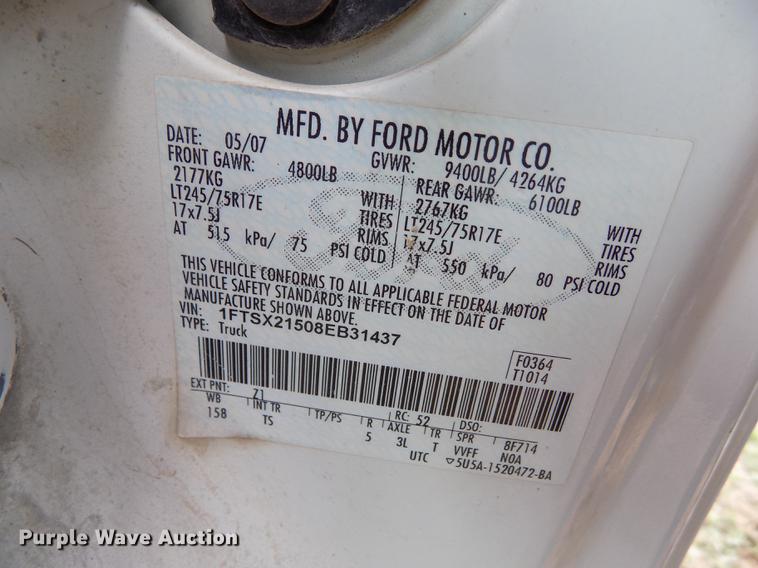 MFD. BY FORD MOTOR CO.
DATE: 05/07 GVWR: 9400LB/ 4264KG
FRONT GAWR: 4800LB REAR GAWR: 6100LB
2177KG WITH 2767KG WITH
LT245/75R17E TIRES LT245/75R17E TIRES
17x7.5J RIMS 17x7.5J RIMS
AT 515 kPa/ 75 PSI COLD AT 550 kPa/ 80 PSI COLD
THIS VEHICLE CONFORMS TO ALL APPLICABLE FEDERAL MOTOR
VEHICLE SAFETY STANDARDS IN EFFECT ON THE DATE OF
MANUFACTURE SHOWN ABOVE.
VIN: 1FTSX21508EB31437
TYPE: Truck
F0364
T1014
EXT PNT: Z1 RC: 52 DSO:
WB INT TR TP/PS R AXLE TR SPR 8F714
158 TS 5 3L T VVFF NOA
UTC ▽5U5A-1520472-BA
Purple Wave Auction